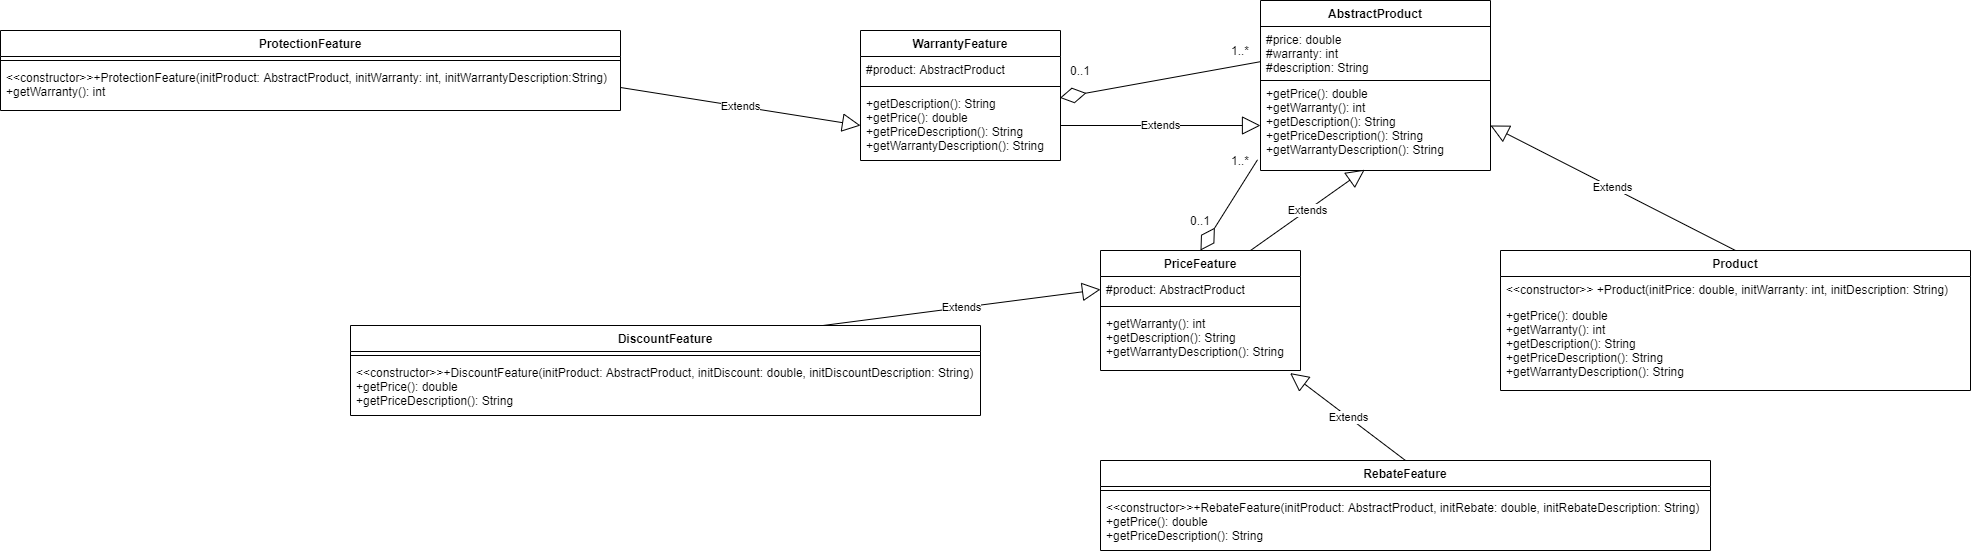 AbstractProduct
#price: double
#warranty: int
#description: String
+getPrice(): double
+getWarranty(): int
+getDescription(): String
+getPriceDescription(): String
+getWarrantyDescription(): String
ProtectionFeature
<<constructor>>+ProtectionFeature(initProduct: AbstractProduct, initWarranty: int, initWarrantyDescription:String)
+getWarranty(): int
Extends
WarrantyFeature
#product: AbstractProduct
+getDescription(): String
+getPrice(): double
+getPriceDescription(): String
+getWarrantyDescription(): String
0..1
1..*
Extends
1..*
0..1
Extends
Extends
PriceFeature
#product: AbstractProduct
+getWarranty(): int
+getDescription(): String
+getWarrantyDescription(): String
Product
<<constructor>> +Product(initPrice: double, initWarranty: int, initDescription: String)
+getPrice(): double
+getWarranty(): int
+getDescription(): String
+getPriceDescription(): String
+getWarrantyDescription(): String
Extends
DiscountFeature
<<constructor>>+DiscountFeature(initProduct: AbstractProduct, initDiscount: double, initDiscountDescription: String)
+getPrice(): double
+getPriceDescription(): String
Extends
RebateFeature
<<constructor>>+RebateFeature(initProduct: AbstractProduct, initRebate: double, initRebateDescription: String)
+getPrice(): double
+getPriceDescription(): String